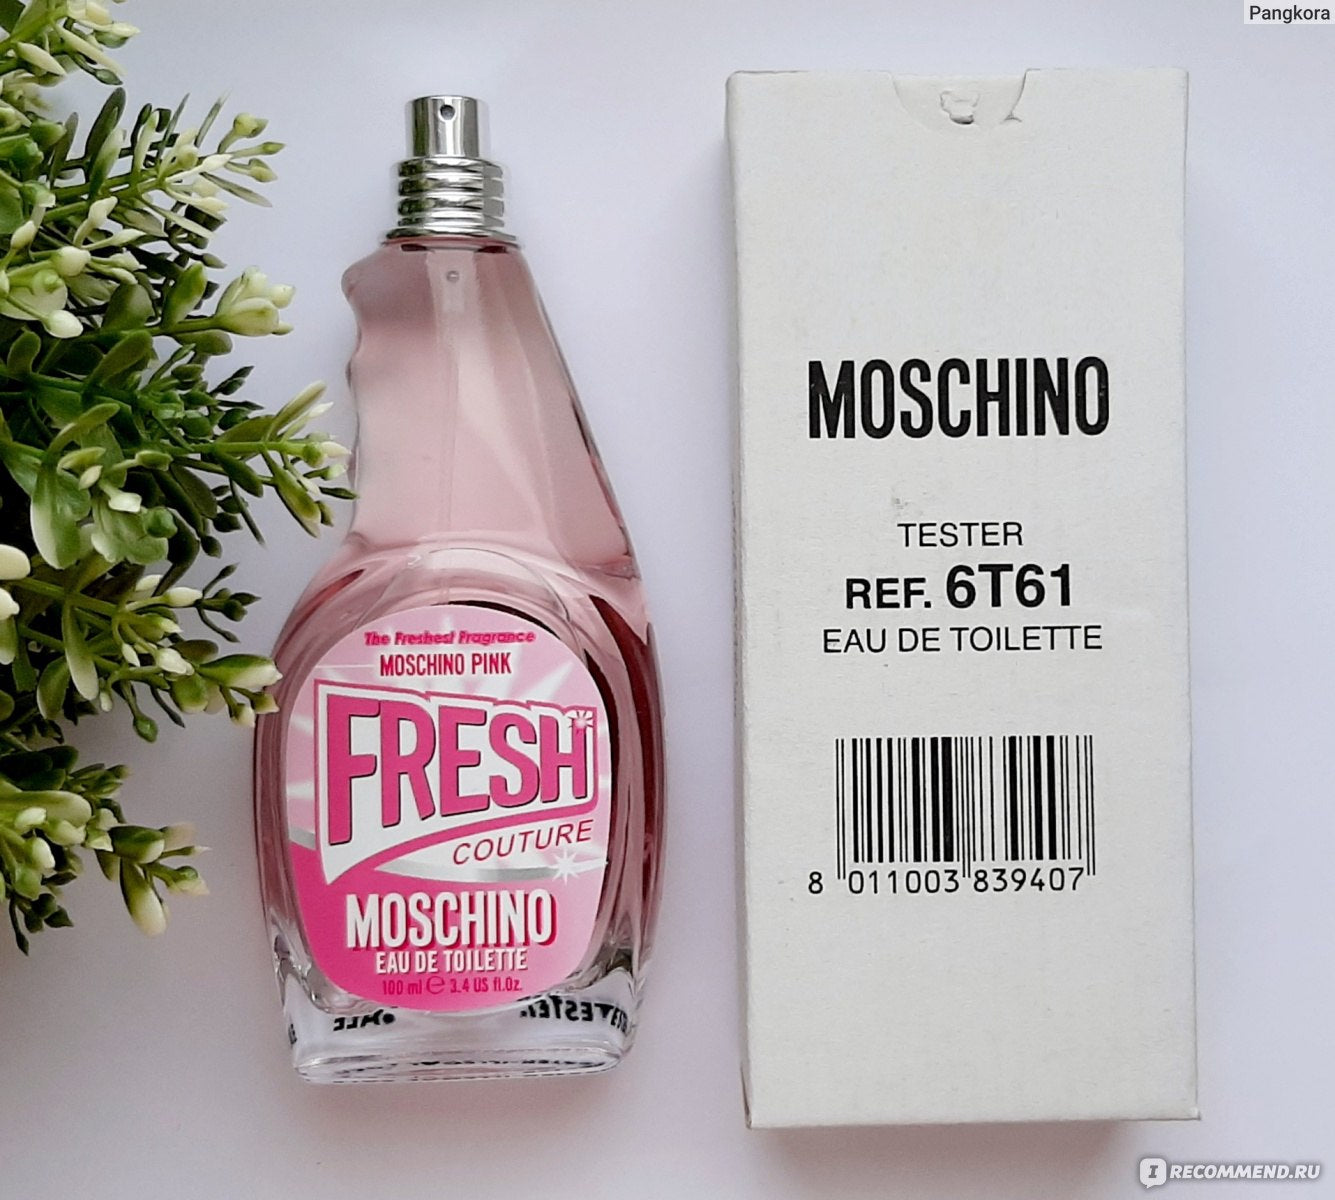 Pangkora
The Freshest Fragrance
MOSCHINO PINK
FRESH
COUTURE
MOSCHINO
EAU DE TOILETTE
100 ml ℮ 3.4 US fl.Oz.
MOSCHINO
TESTER
REF. 6T61
EAU DE TOILETTE
8 011003 839407
I RECOMMEND.RU